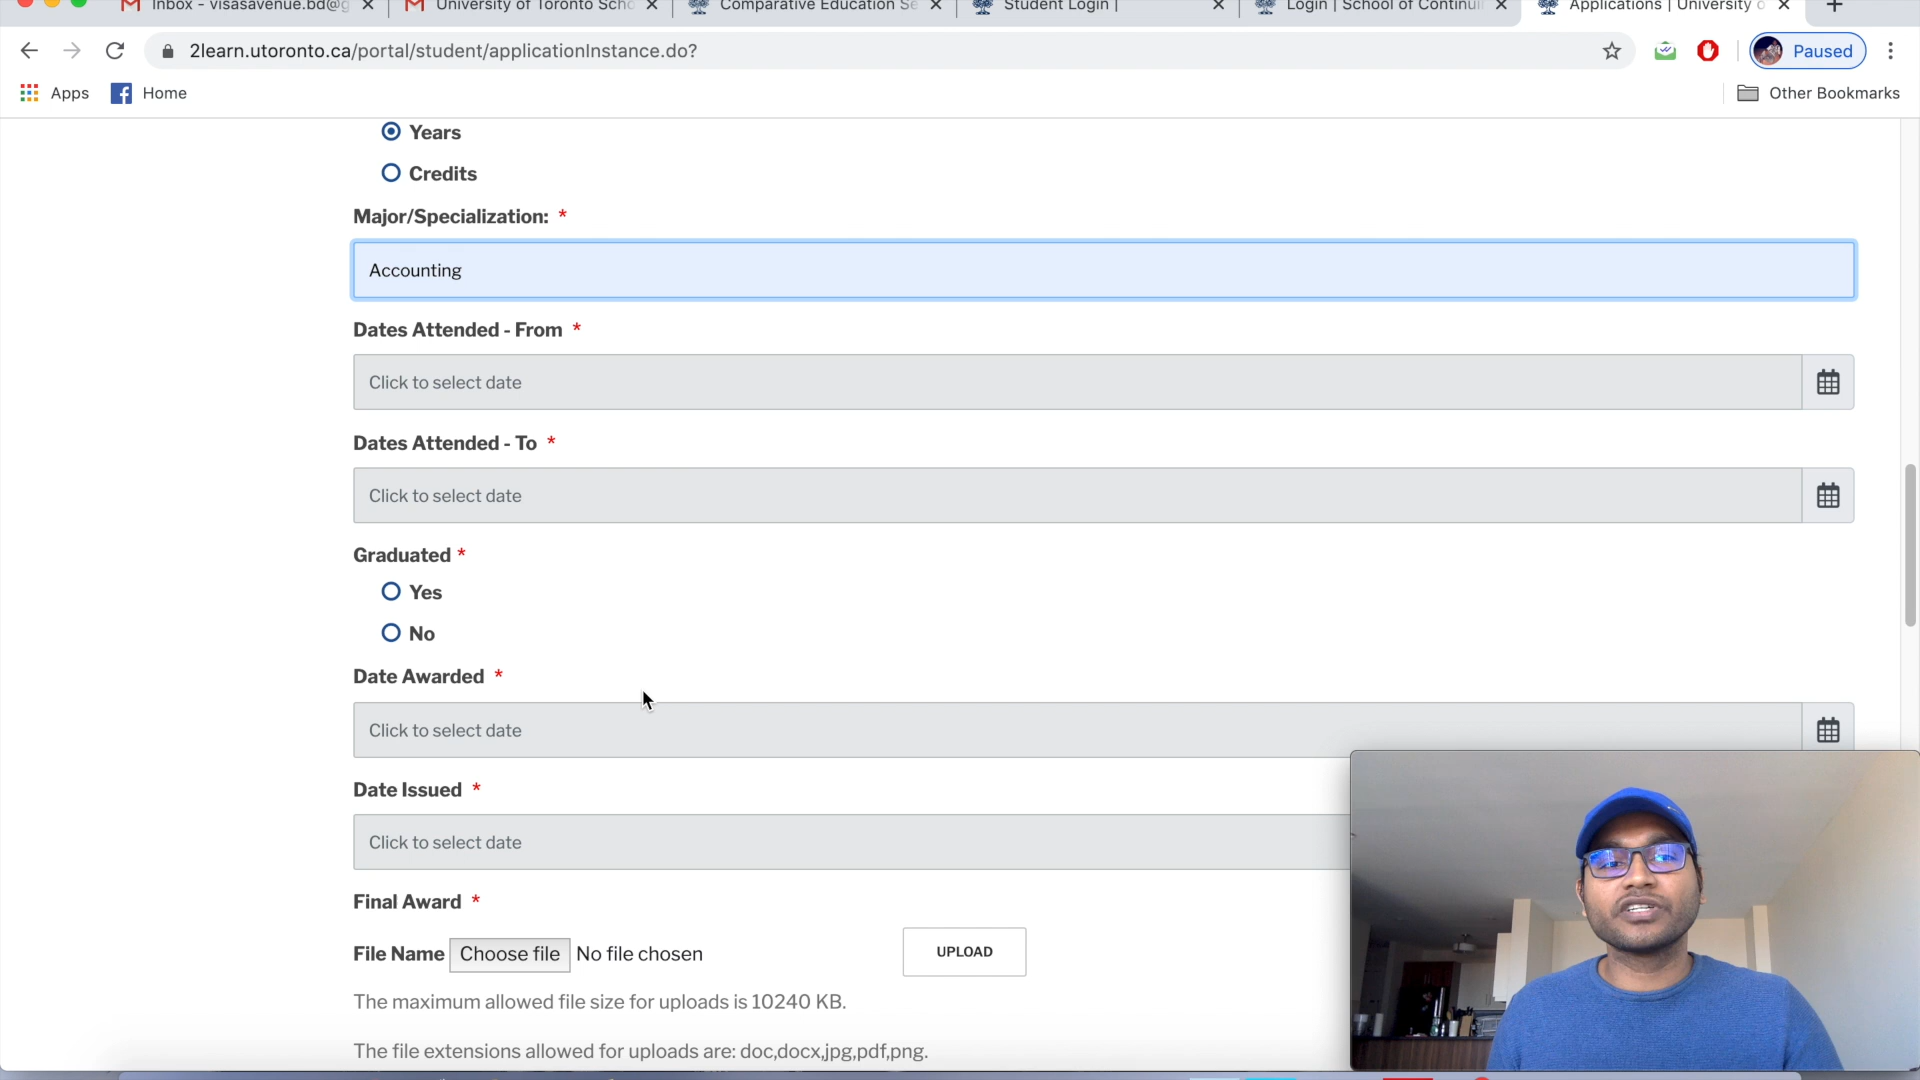 Inbox - visasavenue.bd@g
University of Toronto Scho
Comparative Education Se
Student Login |
Login | School of Continui
Applications | University o
2learn.utoronto.ca/portal/student/applicationInstance.do?
Paused
Apps
Home
Other Bookmarks
Years
Credits
Major/Specialization: *
Accounting
Dates Attended - From *
Click to select date
Dates Attended - To *
Click to select date
Graduated *
Yes
No
Date Awarded *
Click to select date
Date Issued *
Click to select date
Final Award *
File Name Choose file No file chosen
UPLOAD
The maximum allowed file size for uploads is 10240 KB.
The file extensions allowed for uploads are: doc,docx,jpg,pdf,png.